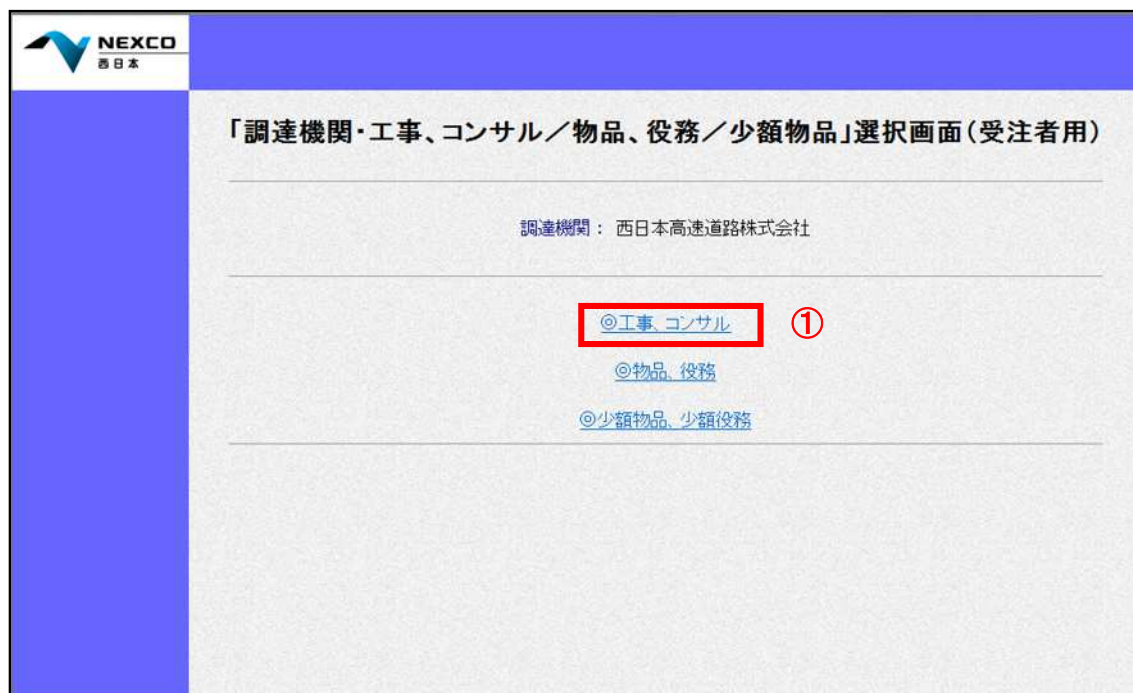 NEXCO
西日本
「調達機関・工事、コンサル／物品、役務／少額物品」選択画面（受注者用）
調達機関： 西日本高速道路株式会社
◎工事、コンサル ①
◎物品、役務
◎少額物品、少額役務